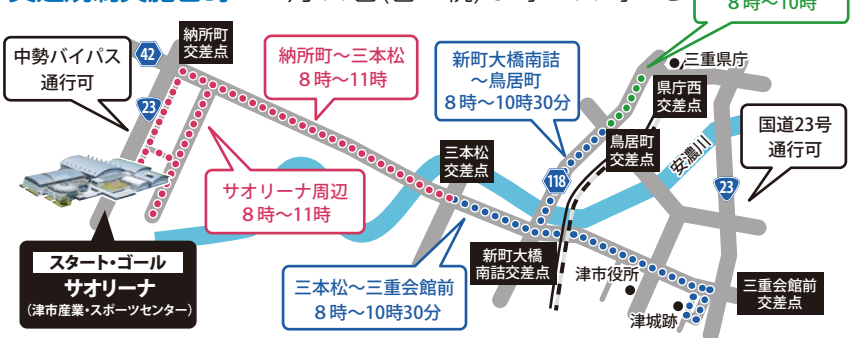 8時～10時
中勢バイパス
通行可
42
23
納所町
交差点
納所町～三本松
8時～11時
新町大橋南詰
～鳥居町
8時～10時30分
三重県庁
県庁西
交差点
国道23号
通行可
鳥居町
交差点
安濃川
三本松
交差点
118
23
サオリーナ周辺
8時～11時
スタート・ゴール
サオリーナ
(津市産業・スポーツセンター)
三本松～三重会館前
8時～10時30分
新町大橋
南詰交差点
津市役所
津城跡
三重会館前
交差点